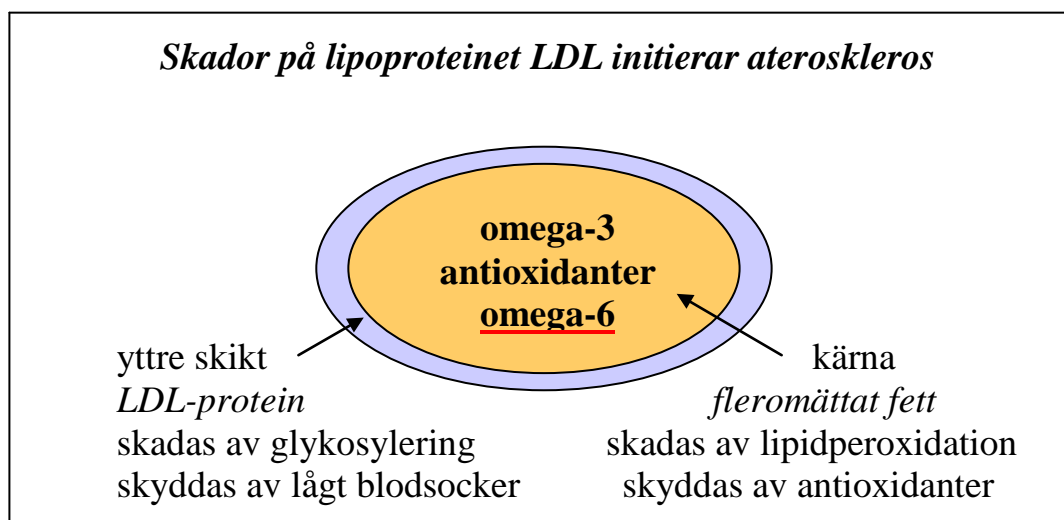 Skador på lipoproteinet LDL initierar ateroskleros
omega-3
antioxidanter
omega-6
yttre skikt
LDL-protein
skadas av glykosylering
skyddas av lågt blodsocker
kärna
fleromättat fett
skadas av lipidperoxidation
skyddas av antioxidanter